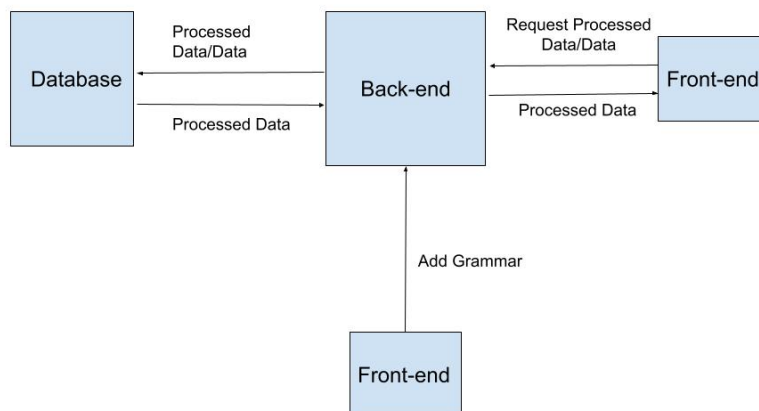 Processed
Data/Data
Request Processed
Data/Data
Database
Back-end
Front-end
Processed Data
Processed Data
Add Grammar
Front-end